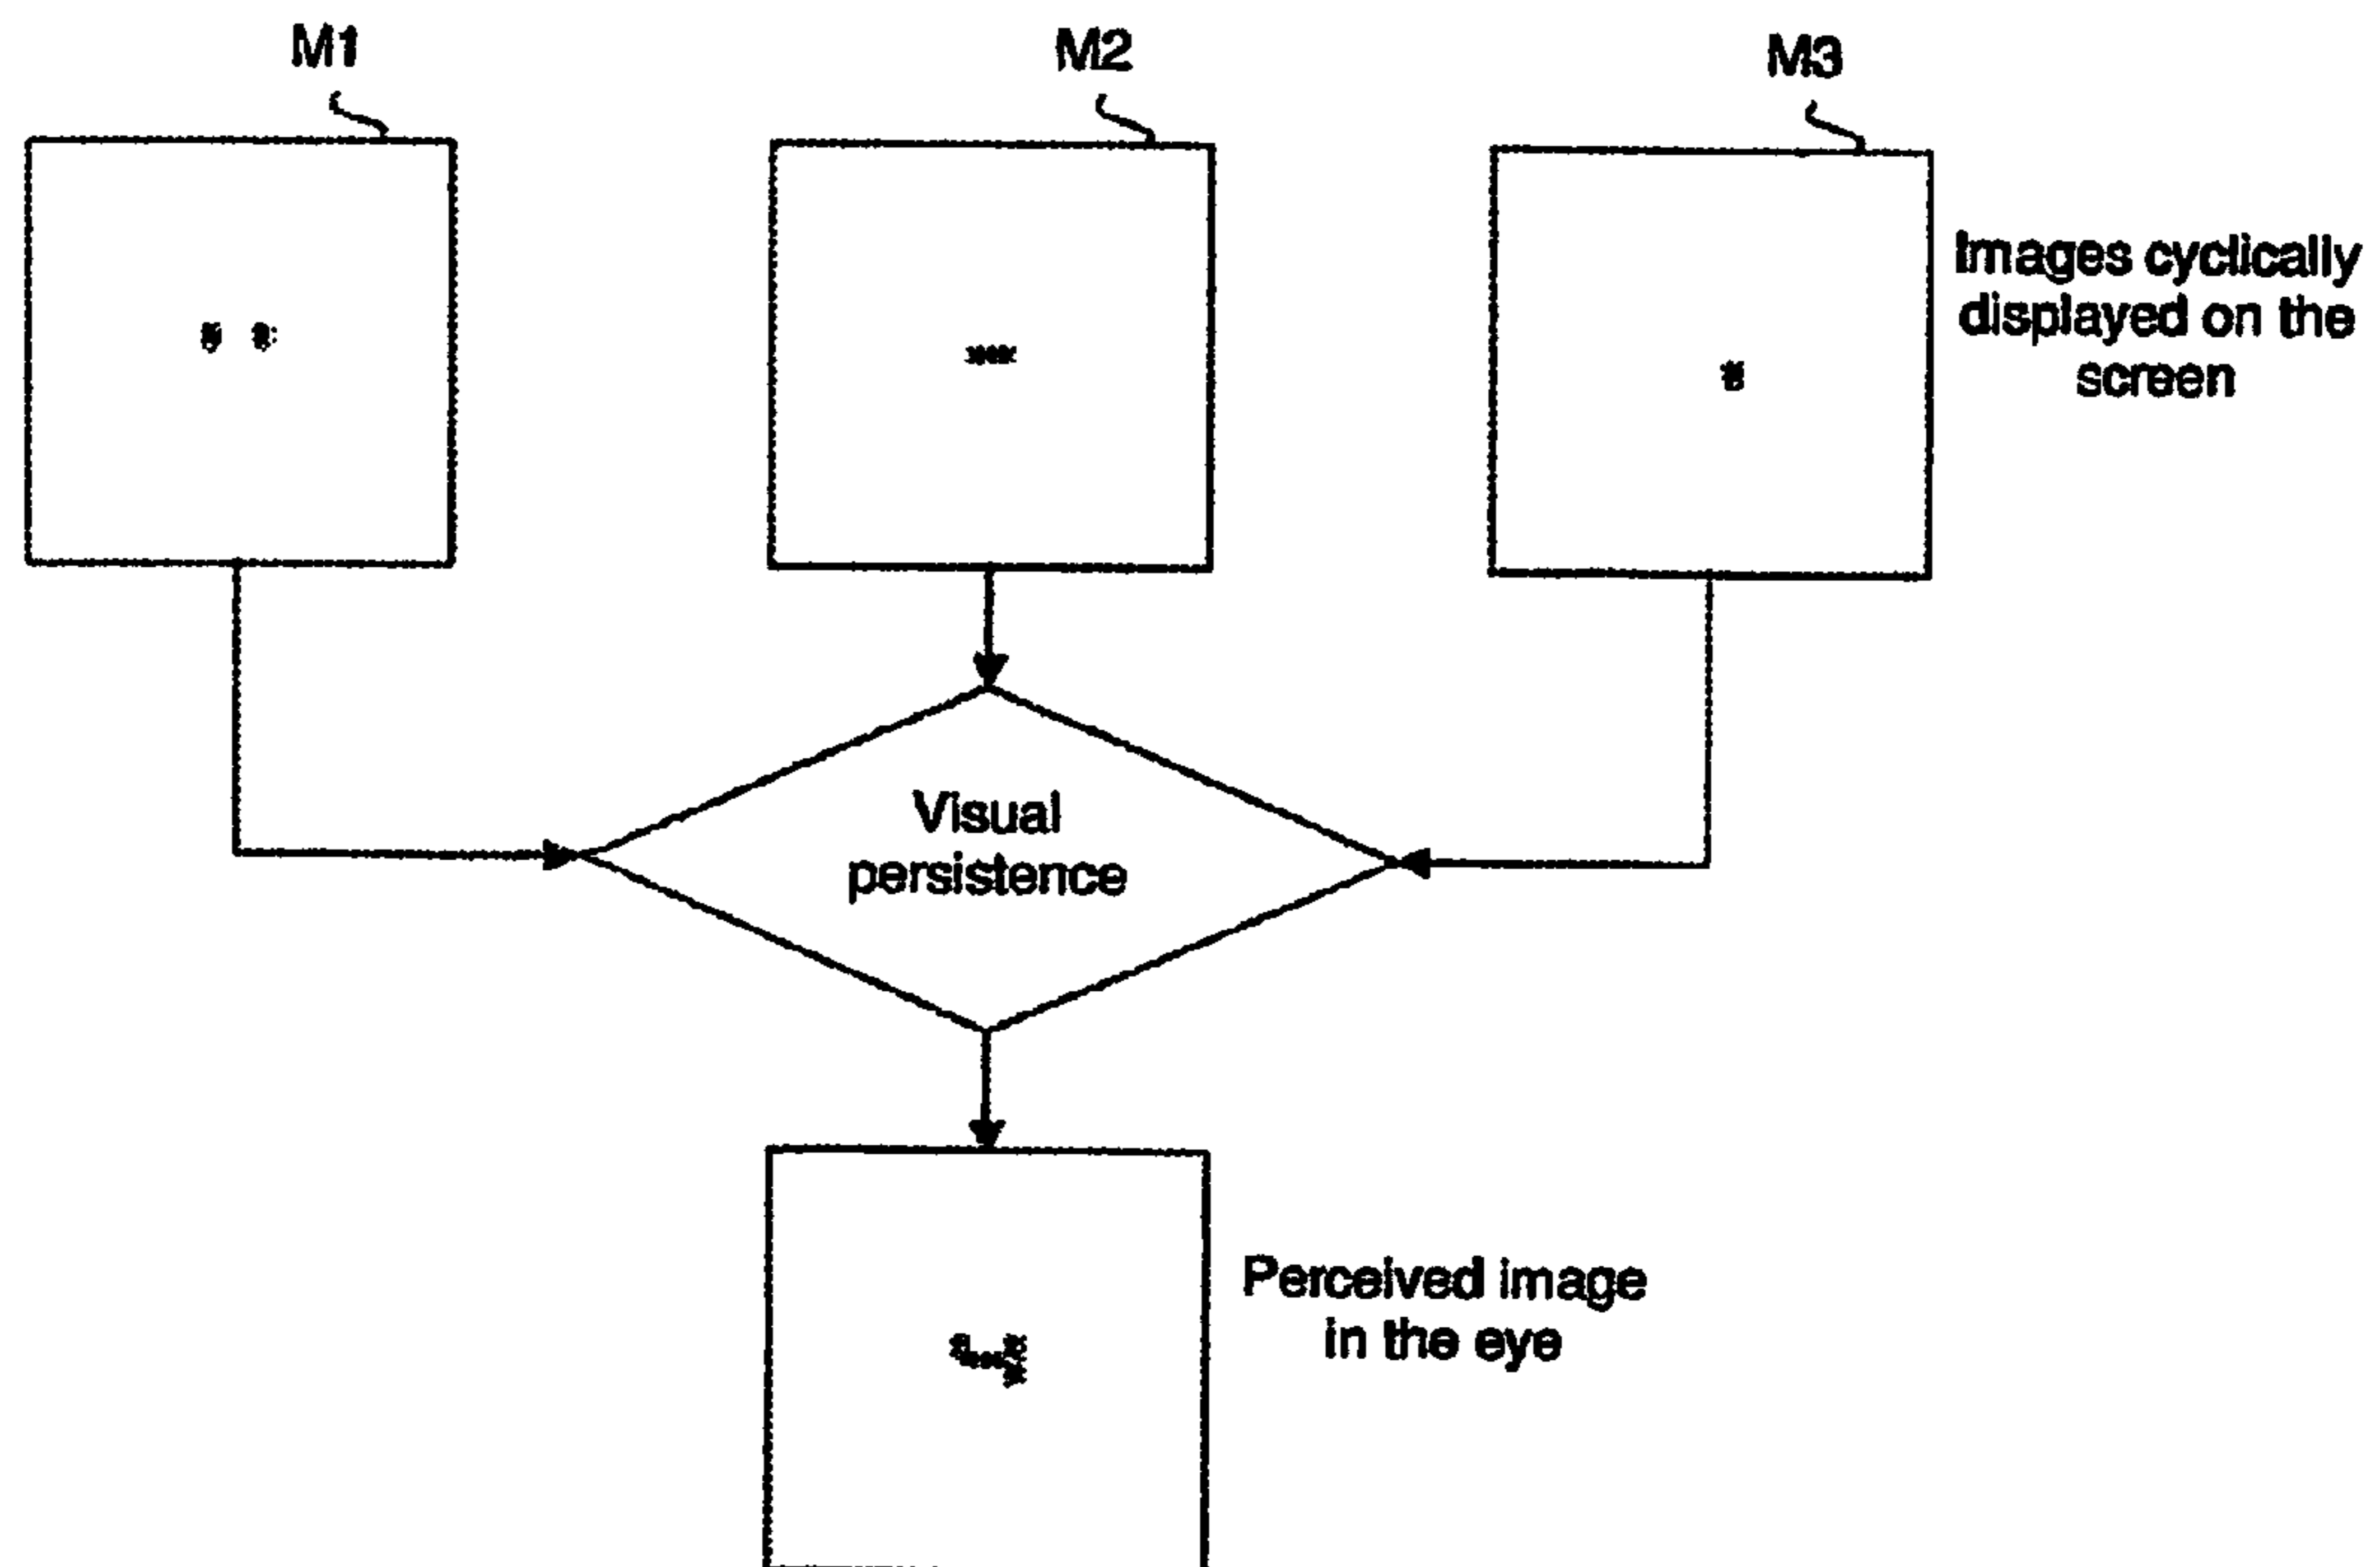 M1
M2
M3
Images cyclically
displayed on the
screen
Visual
persistence
Perceived image
in the eye